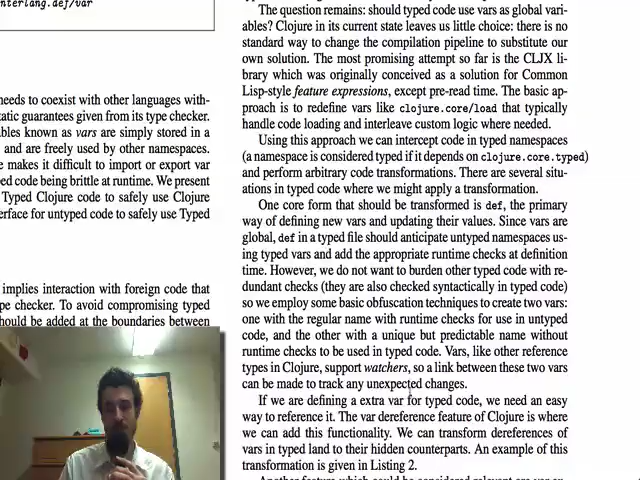 nterlang.def/var
needs to coexist with other languages with-
tatic guarantees given from its type checker.
ables known as vars are simply stored in a
and are freely used by other namespaces.
e makes it difficult to import or export var
ped code being brittle at runtime. We present
Typed Clojure code to safely use Clojure
erface for untyped code to safely use Typed
implies interaction with foreign code that
pe checker. To avoid compromising typed
hould be added at the boundaries between
The question remains: should typed code use vars as global vari-
ables? Clojure in its current state leaves us little choice: there is no
standard way to change the compilation pipeline to substitute our
own solution. The most promising attempt so far is the CLJX li-
brary which was originally conceived as a solution for Common
Lisp-style feature expressions, except pre-read time. The basic ap-
proach is to redefine vars like clojure.core/load that typically
handle code loading and interleave custom logic where needed.
Using this approach we can intercept code in typed namespaces
(a namespace is considered typed if it depends on clojure.core.typed)
and perform arbitrary code transformations. There are several situ-
ations in typed code where we might apply a transformation.
One core form that should be transformed is def, the primary
way of defining new vars and updating their values. Since vars are
global, def in a typed file should anticipate untyped namespaces us-
ing typed vars and add the appropriate runtime checks at definition
time. However, we do not want to burden other typed code with re-
dundant checks (they are also checked syntactically in typed code)
so we employ some basic obfuscation techniques to create two vars:
one with the regular name with runtime checks for use in untyped
code, and the other with a unique but predictable name without
runtime checks to be used in typed code. Vars, like other reference
types in Clojure, support watchers, so a link between these two vars
can be made to track any unexpected changes.
If we are defining a extra var for typed code, we need an easy
way to reference it. The var dereference feature of Clojure is where
we can add this functionality. We can transform dereferences of
vars in typed land to their hidden counterparts. An example of this
transformation is given in Listing 2.